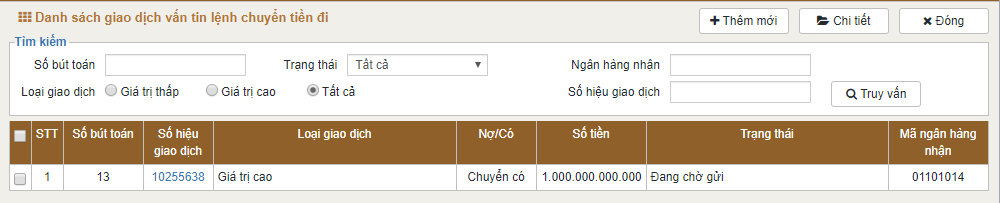 Danh sách giao dịch vấn tin lệnh chuyển tiền đi
Thêm mới
Chi tiết
Đóng
Tìm kiếm
Số bút toán
Trạng thái
Tất cả
Ngân hàng nhận
Loại giao dịch
Giá trị thấp
Giá trị cao
Tất cả
Số hiệu giao dịch
Truy vấn
STT
Số bút toán
Số hiệu
giao dịch
Loại giao dịch
Nợ/Có
Số tiền
Trạng thái
Mã ngân hàng
nhận
1
13
10255638
Giá trị cao
Chuyển có
1.000.000.000.000
Đang chờ gửi
01101014